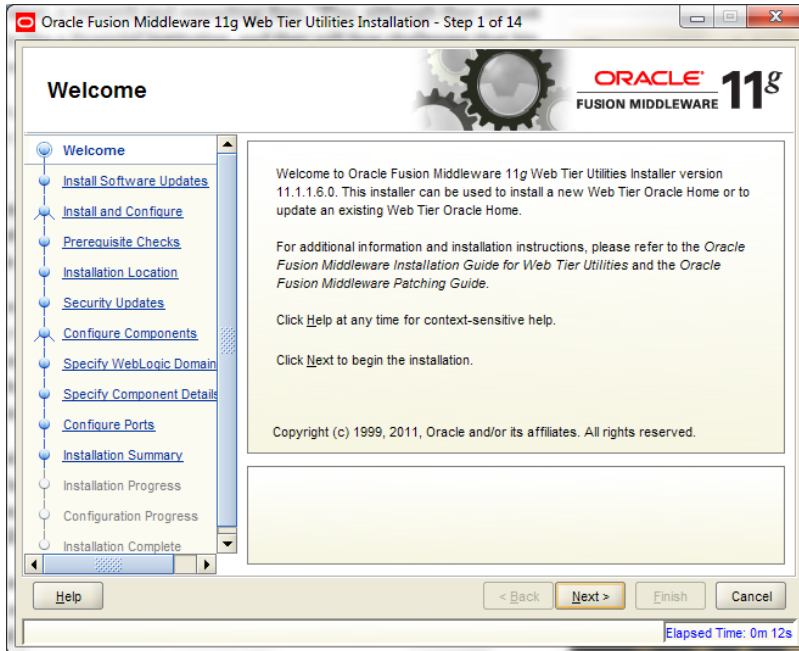 Oracle Fusion Middleware 11g Web Tier Utilities Installation - Step 1 of 14
Welcome
ORACLE
FUSION MIDDLEWARE 11g
Welcome
Install Software Updates
Install and Configure
Prerequisite Checks
Installation Location
Security Updates
Configure Components
Specify WebLogic Domain
Specify Component Details
Configure Ports
Installation Summary
Installation Progress
Configuration Progress
Installation Complete
Welcome to Oracle Fusion Middleware 11g Web Tier Utilities Installer version
11.1.1.6.0. This installer can be used to install a new Web Tier Oracle Home or to
update an existing Web Tier Oracle Home.
For additional information and installation instructions, please refer to the Oracle
Fusion Middleware Installation Guide for Web Tier Utilities and the Oracle
Fusion Middleware Patching Guide.
Click Help at any time for context-sensitive help.
Click Next to begin the installation.
Copyright (c) 1999, 2011, Oracle and/or its affiliates. All rights reserved.
Help
< Back
Next >
Finish
Cancel
Elapsed Time: 0m 12s